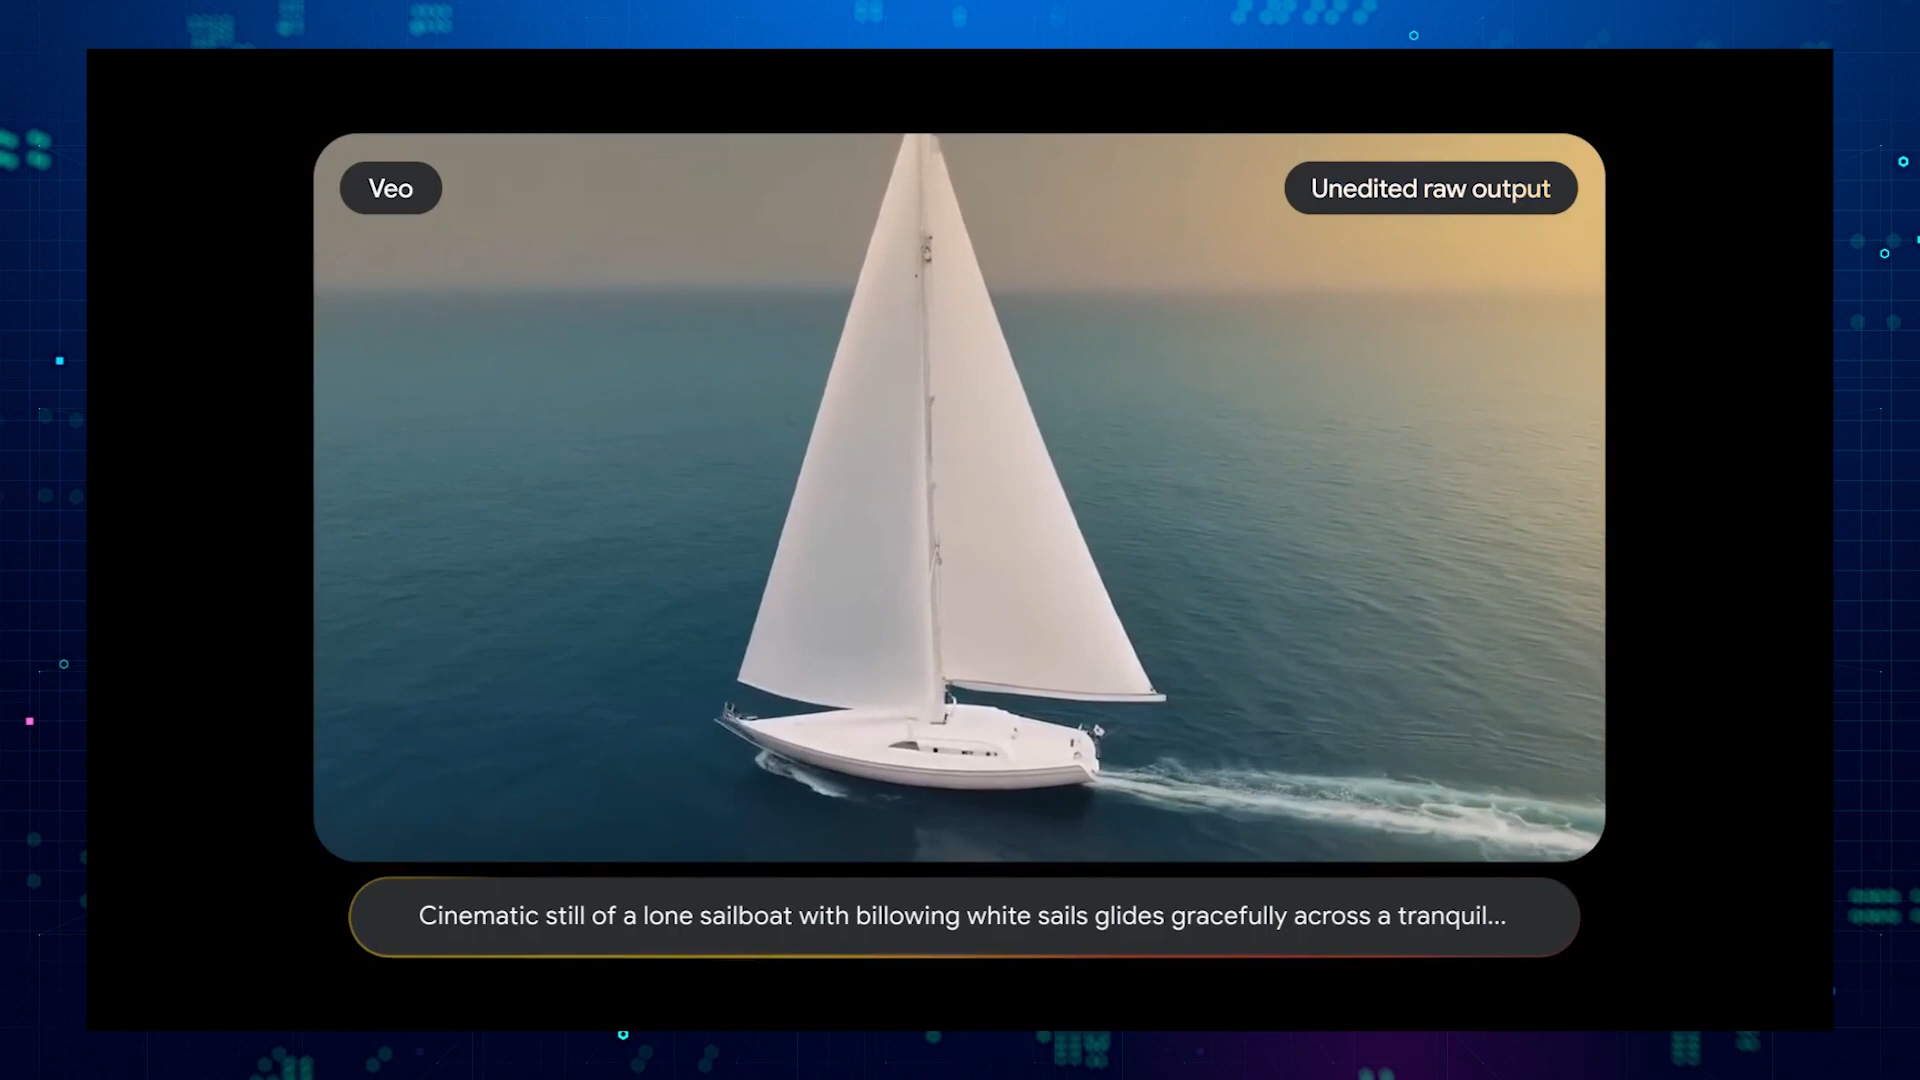 Veo
Unedited raw output
Cinematic still of a lone sailboat with billowing white sails glides gracefully across a tranquil...